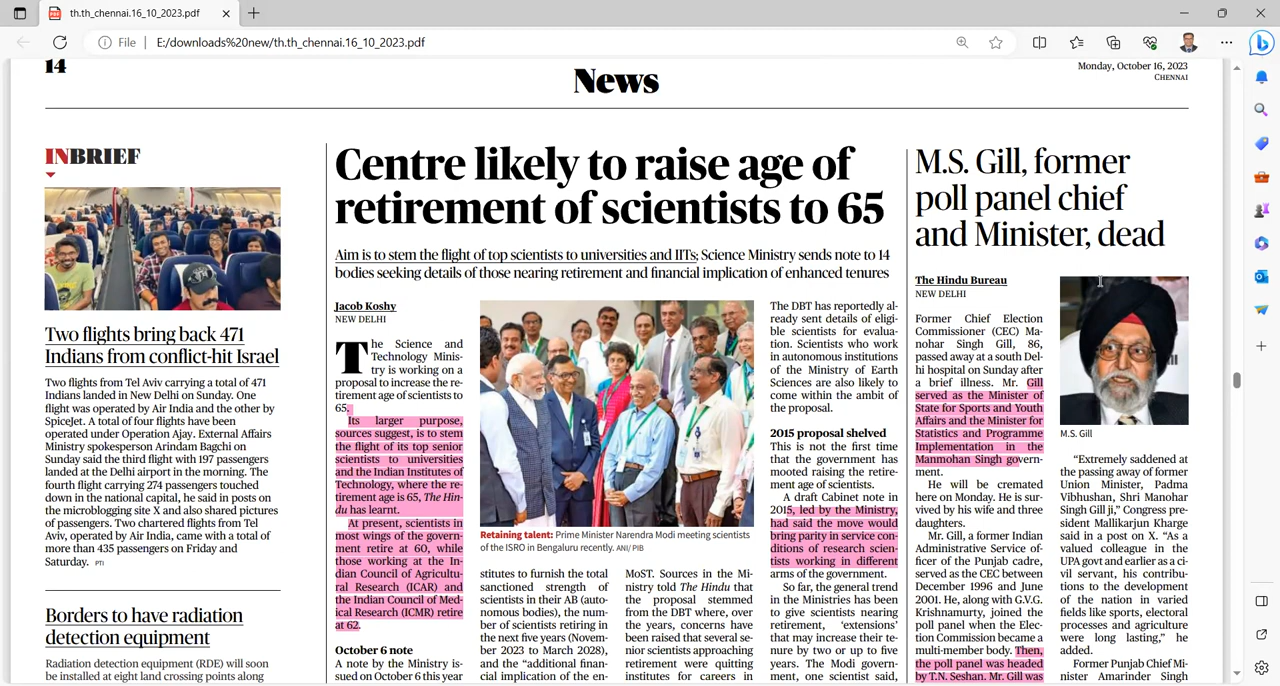 th.th_chennai.16_10_2023.pdf
File
E:/downloads%20new/th.th_chennai.16_10_2023.pdf
14
News
Monday, October 16, 2023
CHENNAI
INBRIEF
Two flights bring back 471
Indians from conflict-hit Israel
Two flights from Tel Aviv carrying a total of 471
Indians landed in New Delhi on Sunday. One
flight was operated by Air India and the other by
SpiceJet. A total of four flights have been
operated under Operation Ajay. External Affairs
Ministry spokesperson Arindam Bagchi on
Sunday said the third flight with 197 passengers
landed at the Delhi airport in the morning. The
fourth flight carrying 274 passengers touched
down in the national capital, he said in posts on
the microblogging site X and also shared pictures
of passengers. Two chartered flights from Tel
Aviv, operated by Air India, came with a total of
more than 435 passengers on Friday and
Saturday. PTI
Borders to have radiation
detection equipment
Radiation detection equipment (RDE) will soon
be installed at eight land crossing points along
Centre likely to raise age of
retirement of scientists to 65
Aim is to stem the flight of top scientists to universities and IITs; Science Ministry sends note to 14
bodies seeking details of those nearing retirement and financial implication of enhanced tenures
Jacob Koshy
NEW DELHI
The Science and
Technology Minis-
try is working on a
proposal to increase the re-
tirement age of scientists to
65.
Its larger purpose,
sources suggest, is to stem
the flight of its top senior
scientists to universities
and the Indian Institutes of
Technology, where the re-
tirement age is 65, The Hin-
du has learnt.
At present, scientists in
most wings of the govern-
ment retire at 60, while
those working at the In-
dian Council of Agricultu-
ral Research (ICAR) and
the Indian Council of Med-
ical Research (ICMR) retire
at 62.
October 6 note
A note by the Ministry is-
sued on October 6 this year
Retaining talent: Prime Minister Narendra Modi meeting scientists
of the ISRO in Bengaluru recently. ANI/ PIB
stitutes to furnish the total
sanctioned strength of
scientists in their AB (auto-
nomous bodies), the num-
ber of scientists retiring in
the next five years (Novem-
ber 2023 to March 2028),
and the "additional finan-
cial implication of the en-
MoST. Sources in the Mi-
nistry told The Hindu that
the proposal stemmed
from the DBT where, over
the years, concerns have
been raised that several se-
nior scientists approaching
retirement were quitting
institutes for careers in
The DBT has reportedly al-
ready sent details of eligi-
ble scientists for evalua-
tion. Scientists who work
in autonomous institutions
of the Ministry of Earth
Sciences are also likely to
come within the ambit of
the proposal.
2015 proposal shelved
This is not the first time
that the government has
mooted raising the retire-
ment age of scientists.
A draft Cabinet note in
2015, led by the Ministry,
had said the move would
bring parity in service con-
ditions of research scien-
tists working in different
arms of the government.
So far, the general trend
in the Ministries has been
to give scientists nearing
retirement, 'extensions'
that may increase their te-
nure by two or up to five
years. The Modi govern-
ment, one scientist said,
M.S. Gill, former
poll panel chief
and Minister, dead
The Hindu Bureau
NEW DELHI
Former Chief Election
Commissioner (CEC) Ma-
nohar Singh Gill, 86,
passed away at a south Del-
hi hospital on Sunday after
a brief illness. Mr. Gill
served as the Minister of
State for Sports and Youth
Affairs and the Minister for
Statistics and Programme
Implementation in the
Manmohan Singh govern-
ment.
He will be cremated
here on Monday. He is sur-
vived by his wife and three
daughters.
Mr. Gill, a former Indian
Administrative Service of-
ficer of the Punjab cadre,
served as the CEC between
December 1996 and June
2001. He, along with G.V.G.
Krishnamurty, joined the
poll panel when the Elec-
tion Commission became a
multi-member body. Then,
the poll panel was headed
by T.N. Seshan. Mr. Gill was
M.S. Gill
"Extremely saddened at
the passing away of former
Union Minister, Padma
Vibhushan, Shri Manohar
Singh Gill ji," Congress pre-
sident Mallikarjun Kharge
said in a post on X. "As a
valued colleague in the
UPA govt and earlier as a ci-
vil servant, his contribu-
tions to the development
of the nation in varied
fields like sports, electoral
processes and agriculture
were long lasting," he
added.
Former Punjab Chief Mi-
nister Amarinder Singh